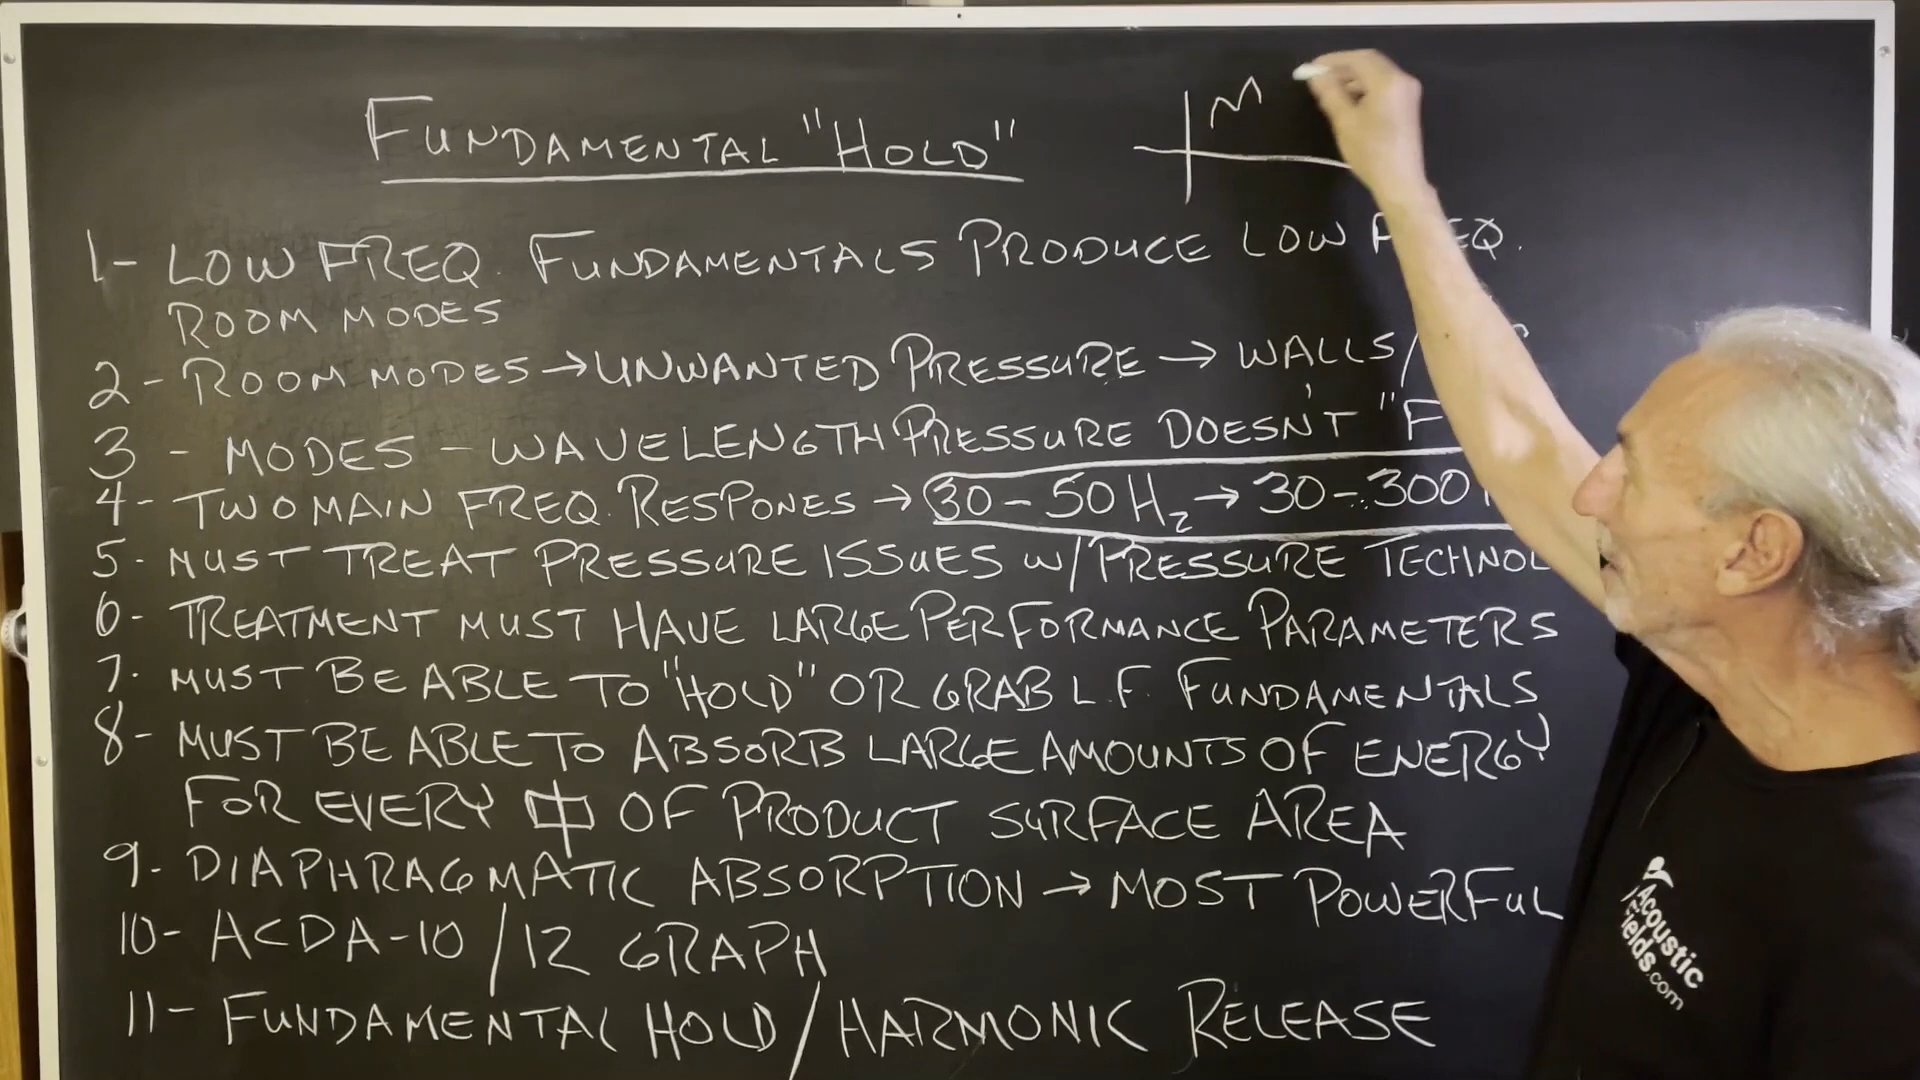 FUNDAMENTAL "HOLD"
M
1- LOW FREQ. FUNDAMENTALS PRODUCE LOW FREQ.
ROOM MODES
2- ROOM MODES → UNWANTED PRESSURE → WALLS/
3- MODES - WAVELENGTH PRESSURE DOESN'T "F
4- TWO MAIN FREQ. RESPONES → 30-50Hz → 30-300
5- MUST TREAT PRESSURE ISSUES W/PRESSURE TECHNOL
6- TREATMENT MUST HAVE LARGE PERFORMANCE PARAMETERS
7- MUST BE ABLE TO "HOLD" OR GRAB L.F. FUNDAMENTALS
8- MUST BE ABLE TO ABSORB LARGE AMOUNTS OF ENERGY
FOR EVERY OF PRODUCT SURFACE AREA
9- DIAPHRAGMATIC ABSORPTION → MOST POWERFUL
10- ACDA-10/12 GRAPH
11- FUNDAMENTAL HOLD/HARMONIC RELEASE
Acoustic
Fields.com